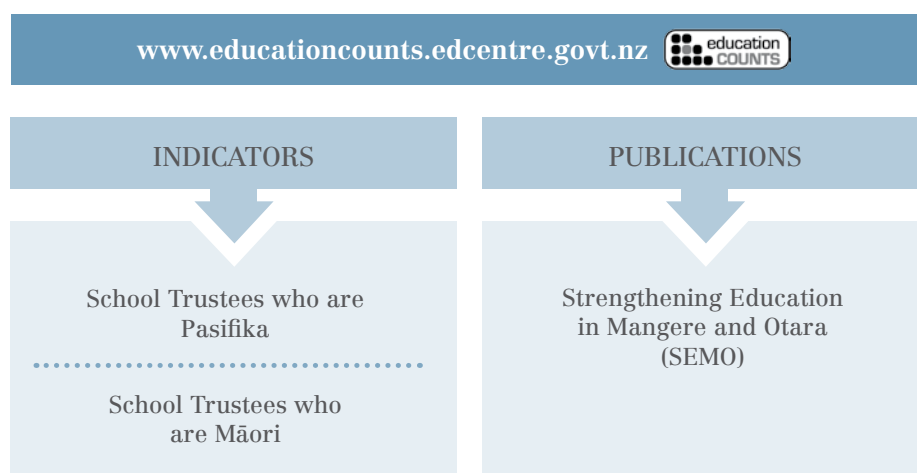 www.educationcounts.edcentre.govt.nz
education
COUNTS
INDICATORS
School Trustees who are
Pasifika
School Trustees who
are Māori
PUBLICATIONS
Strengthening Education
in Mangere and Otara
(SEMO)